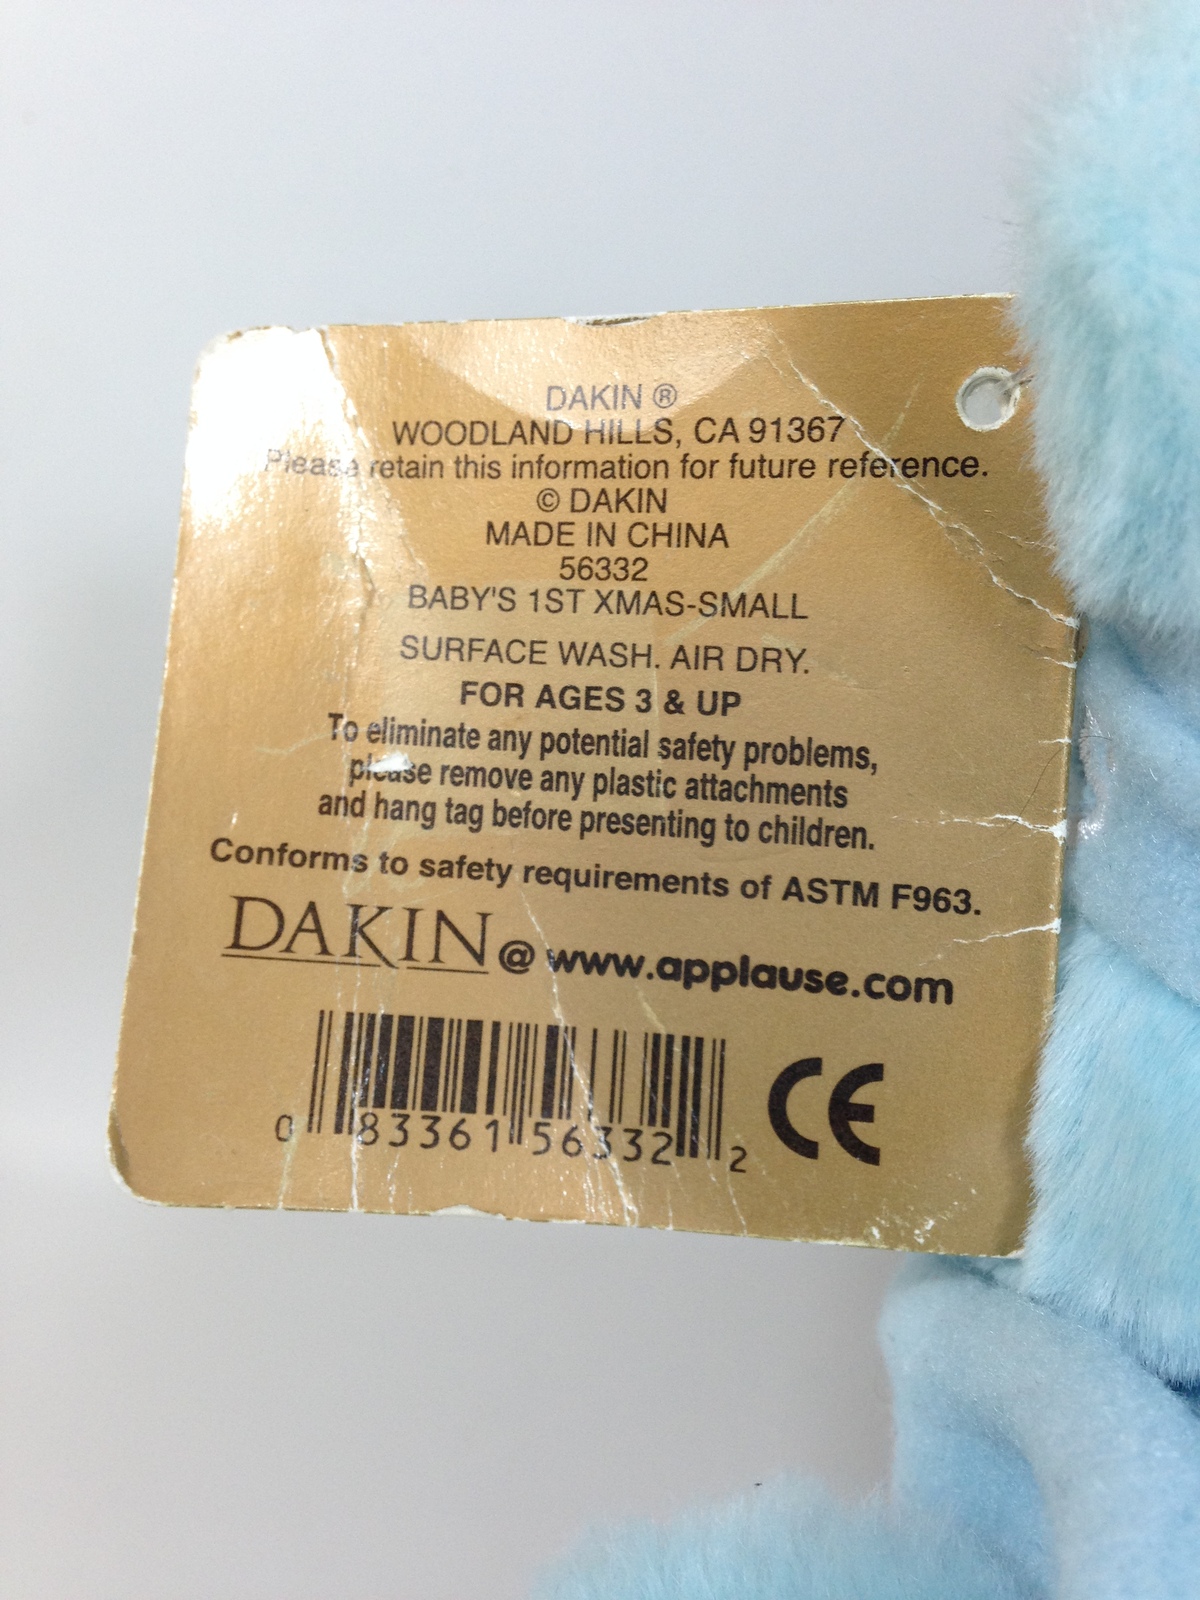 DAKIN ®
WOODLAND HILLS, CA 91367
Please retain this information for future reference.
© DAKIN
MADE IN CHINA
56332
BABY'S 1ST XMAS-SMALL
SURFACE WASH. AIR DRY.
FOR AGES 3 & UP
To eliminate any potential safety problems,
please remove any plastic attachments
and hang tag before presenting to children.
Conforms to safety requirements of ASTM F963.
DAKIN @ www.applause.com
0 83361 56332 2
CE